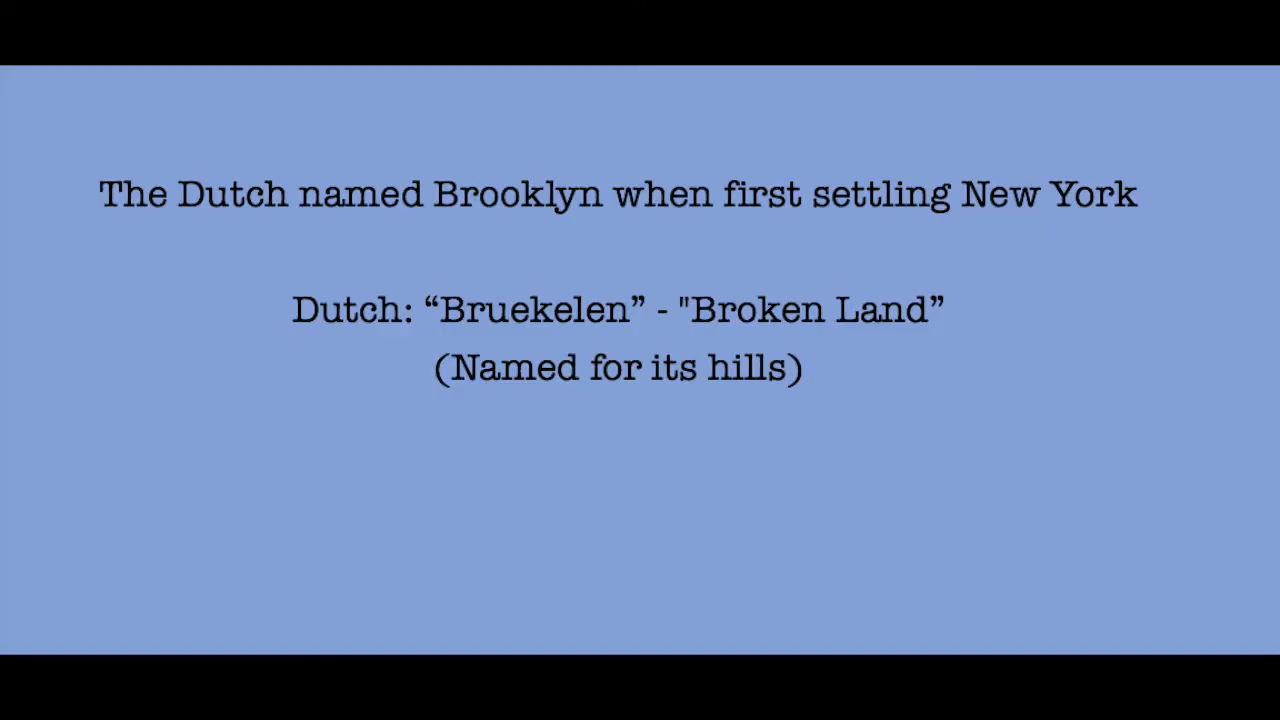 The Dutch named Brooklyn when first settling New York
Dutch: “Bruekelen” - "Broken Land”
(Named for its hills)